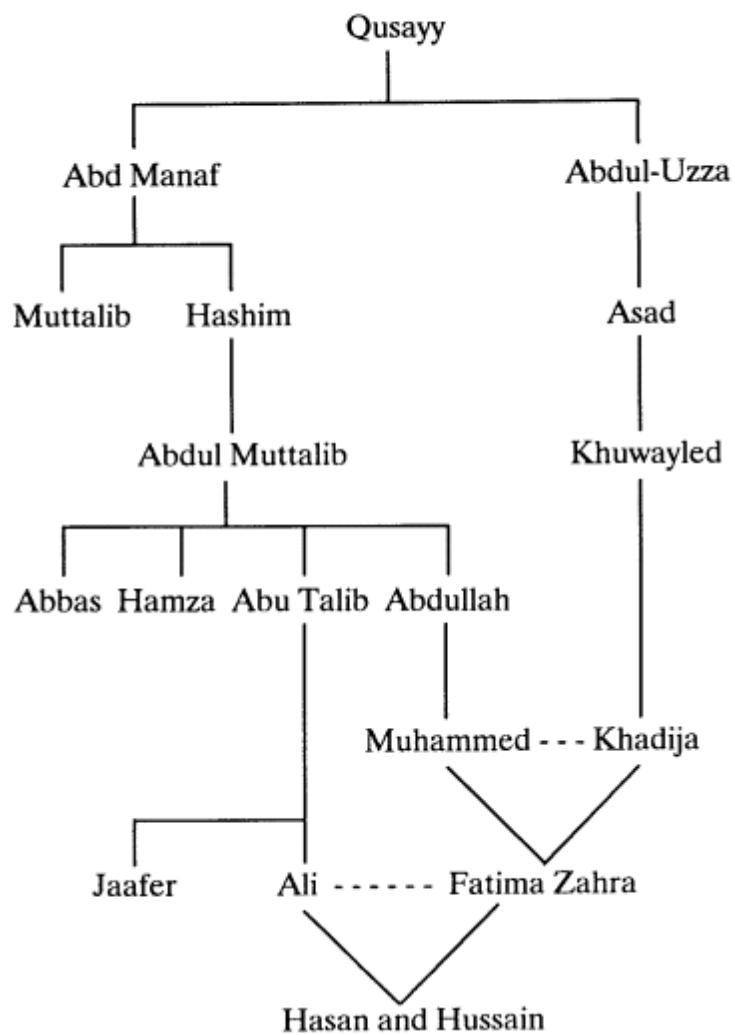 Qusayy
Abd Manaf Abdul-Uzza
Muttalib Hashim Asad
Abdul Muttalib Khuwayled
Abbas Hamza Abu Talib Abdullah
Muhammed - - - Khadija
Jaafer Ali - - - - - - Fatima Zahra
Hasan and Hussain